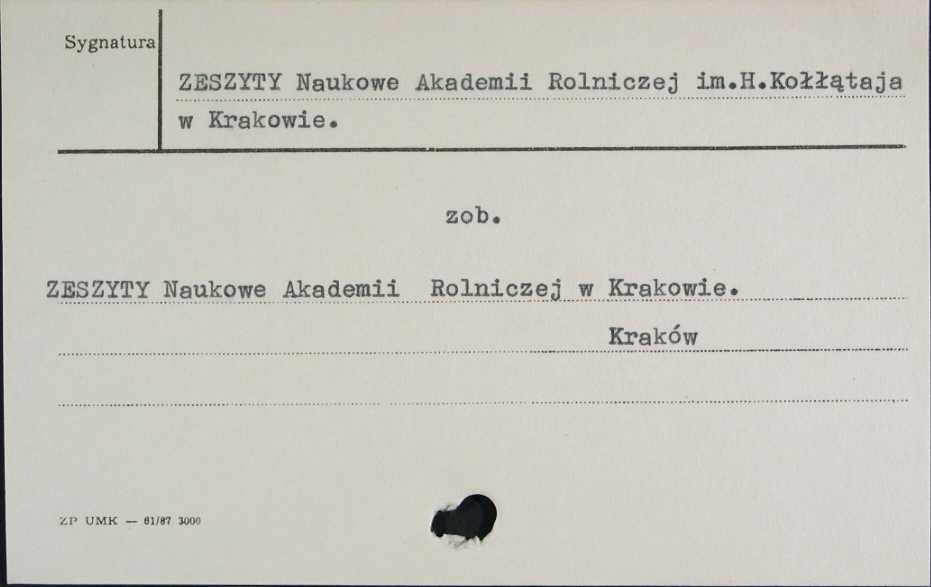 Sygnatura
ZESZYTY Naukowe Akademii Rolniczej im.H.Kołłątaja
w Krakowie.
zob.
ZESZYTY Naukowe Akademii Rolniczej w Krakowie.
Kraków
ZP UMK — 61/87 3000